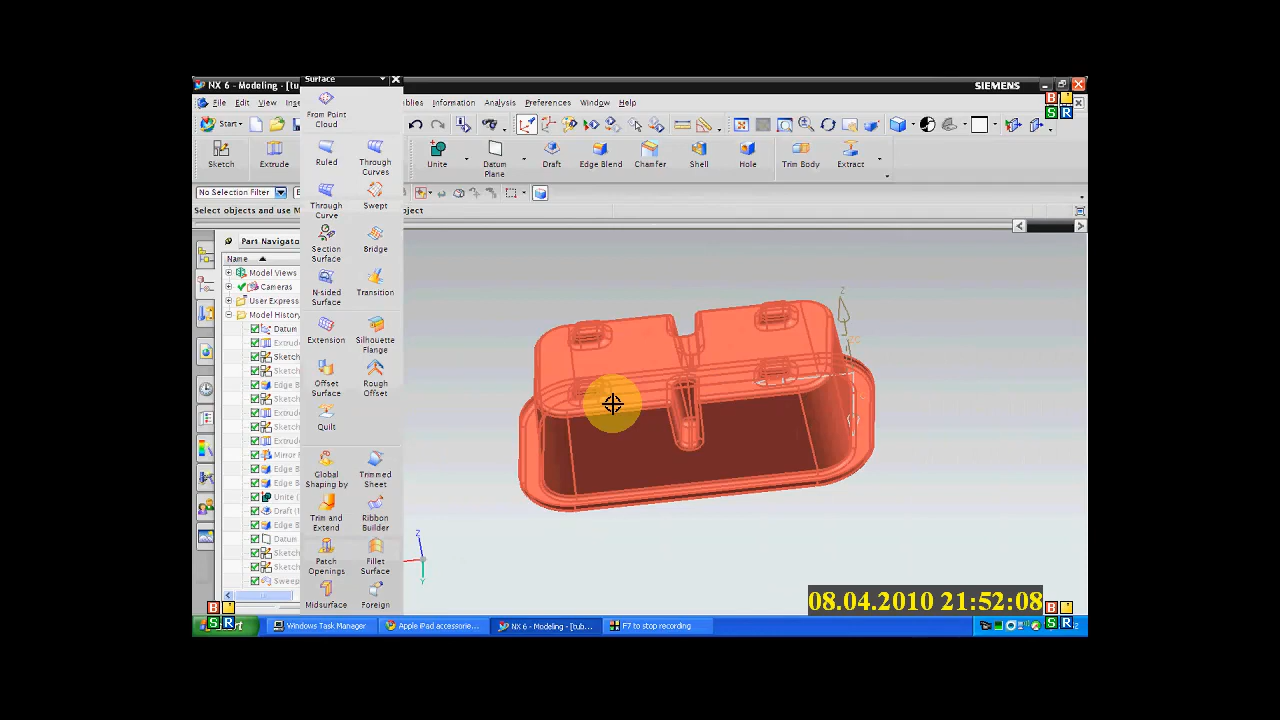 NX 6 - Modeling - [tub
Surface
SIEMENS
File Edit View Ins
Information Analysis Preferences Window Help
Start
Sketch Extrude
Unite Datum Plane Draft Edge Blend Chamfer Shell Hole Trim Body Extract
No Selection Filter
Select objects and use M
oject
From Point Cloud
Ruled Through Curves
Through Curve Swept
Section Surface Bridge
N-sided Surface Transition
Extension Silhouette Flange
Offset Surface Rough Offset
Quilt
Global Shaping by Trimmed Sheet
Trim and Extend Ribbon Builder
Patch Openings Fillet Surface
Midsurface Foreign
Part Navigato
Name
Model Views
Cameras
User Express
Model History
Datum
Extrud
Sketch
Sketch
Edge B
Sketch
Extrud
Sketch
Extrud
Mirror
Edge B
Edge B
Unite (
Draft (
Edge B
Datum
Sketch
Sketch
Sweep
Z
Z
Y
08.04.2010 21:52:08
B
S R
B
S R
B
S R
Windows Task Manager
Apple iPad accessorie...
NX 6 - Modeling - [tub...
F7 to stop recording